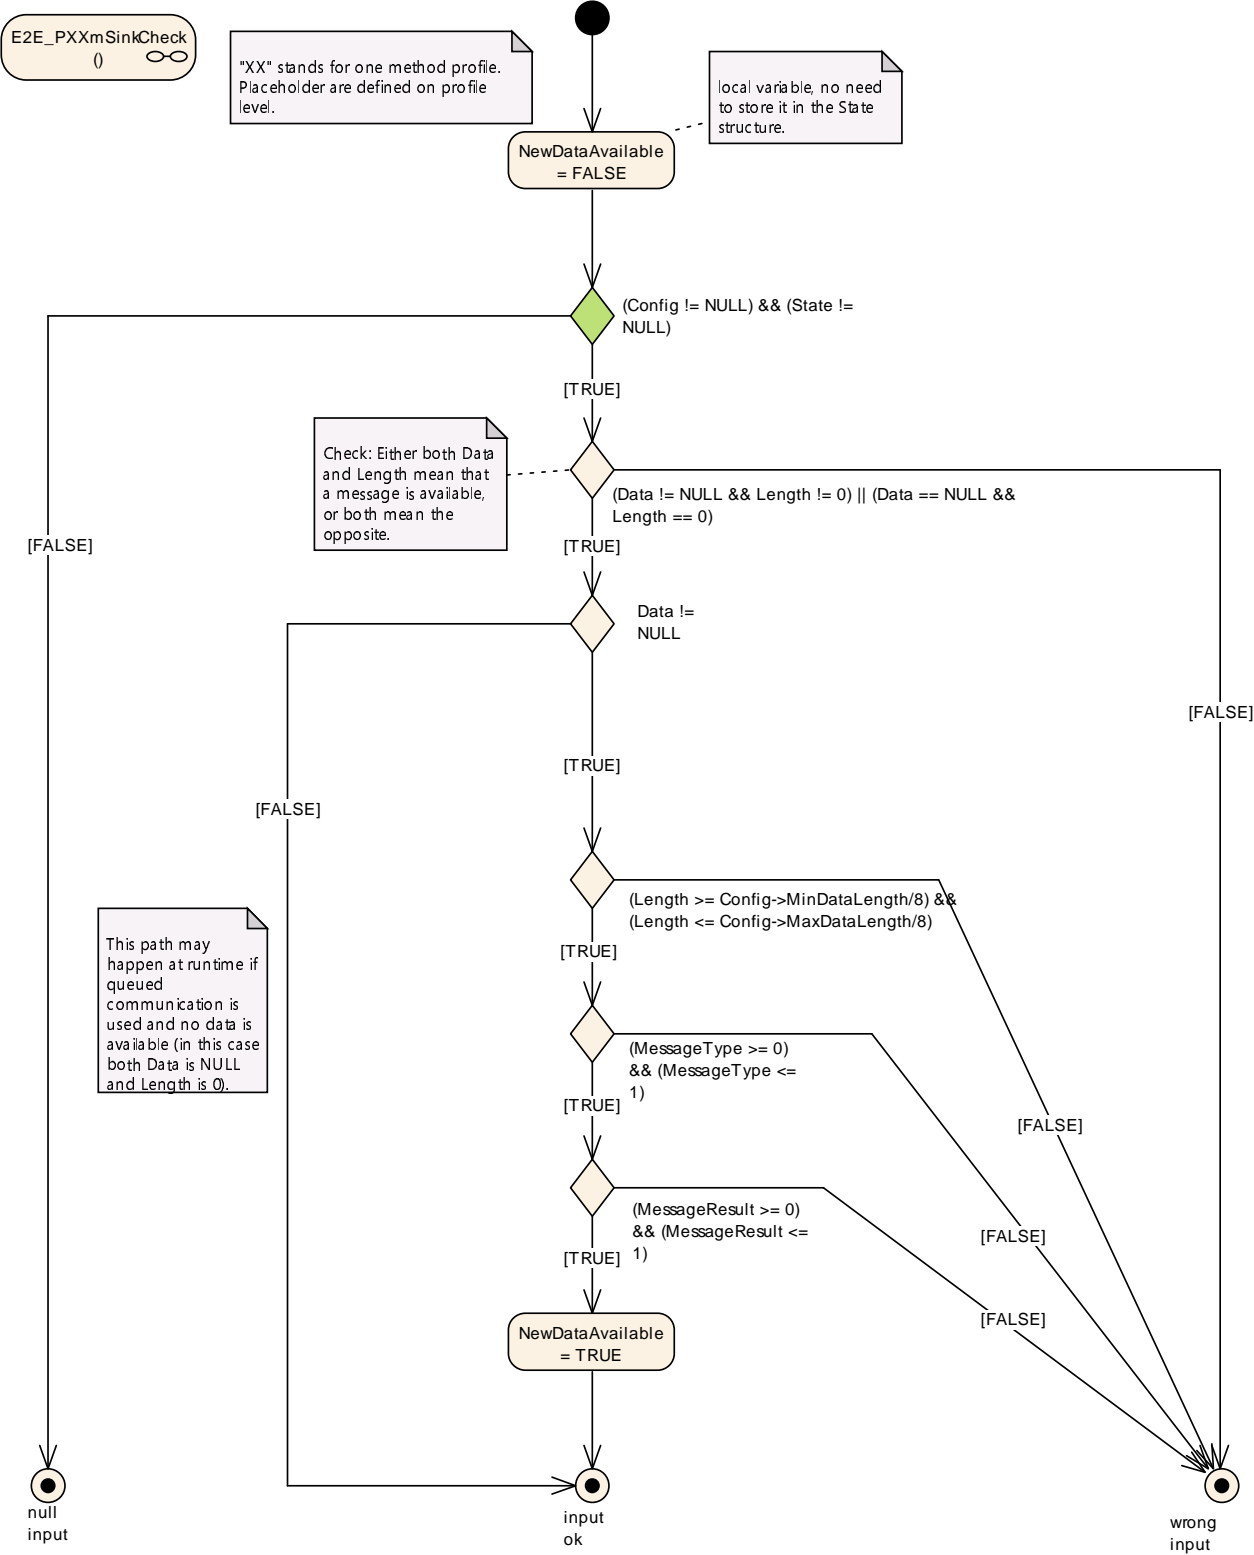 E2E_PXXmSinkCheck
()
"XX" stands for one method profile.
Placeholder are defined on profile
level.
local variable, no need
to store it in the State
structure.
NewDataAvailable
= FALSE
(Config != NULL) && (State !=
NULL)
[TRUE]
Check: Either both Data
and Length mean that
a message is available,
or both mean the
opposite.
(Data != NULL && Length != 0) || (Data == NULL &&
Length == 0)
[FALSE]
[TRUE]
Data !=
NULL
[FALSE]
[TRUE]
[FALSE]
(Length >= Config->MinDataLength/8) &&
(Length <= Config->MaxDataLength/8)
This path may
happen at runtime if
queued
communication is
used and no data is
available (in this case
both Data is NULL
and Length is 0).
[TRUE]
(MessageType >= 0)
&& (MessageType <=
1)
[TRUE]
[FALSE]
(MessageResult >= 0)
&& (MessageResult <=
1)
[FALSE]
[TRUE]
[FALSE]
NewDataAvailable
= TRUE
null
input
input
ok
wrong
input